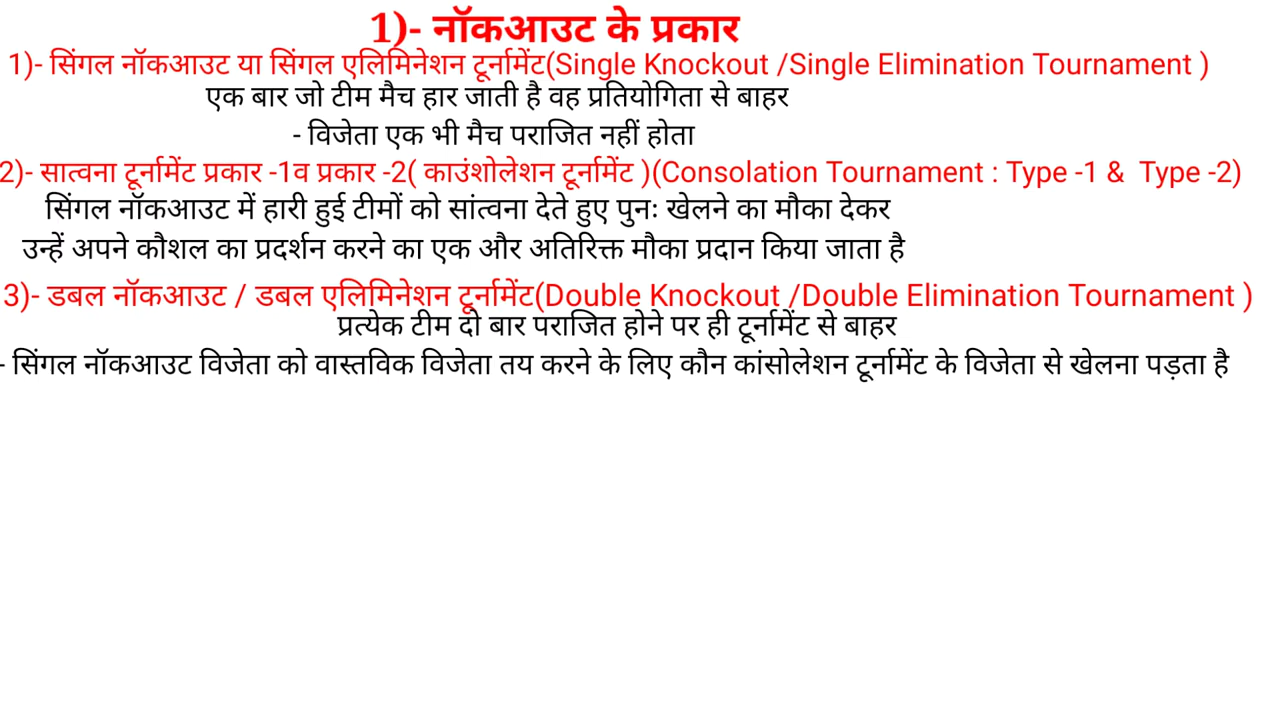 1)- नॉकआउट के प्रकार
1)- सिंगल नॉकआउट या सिंगल एलिमिनेशन टूर्नामेंट(Single Knockout /Single Elimination Tournament )
एक बार जो टीम मैच हार जाती है वह प्रतियोगिता से बाहर
- विजेता एक भी मैच पराजित नहीं होता
2)- सात्वना टूर्नामेंट प्रकार -1व प्रकार -2( काउंशोलेशन टूर्नामेंट )(Consolation Tournament : Type -1 & Type -2)
सिंगल नॉकआउट में हारी हुई टीमों को सांत्वना देते हुए पुनः खेलने का मौका देकर
उन्हें अपने कौशल का प्रदर्शन करने का एक और अतिरिक्त मौका प्रदान किया जाता है
3)- डबल नॉकआउट / डबल एलिमिनेशन टूर्नामेंट(Double Knockout /Double Elimination Tournament )
प्रत्येक टीम दो बार पराजित होने पर ही टूर्नामेंट से बाहर
- सिंगल नॉकआउट विजेता को वास्तविक विजेता तय करने के लिए कौन कांसोलेशन टूर्नामेंट के विजेता से खेलना पड़ता है